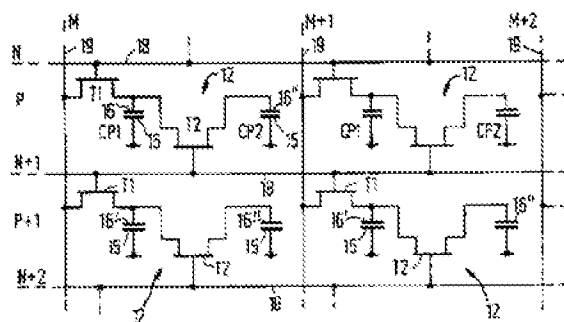 M M+1 M+2
N 19 18 19 19
P T1 16' 12 16" 12
CP1 15 T2 CP2 15 CP1 CP2
N+1 18
T1 T1
P+1 16' 16" 16' 16"
15 T2 15 15 T2
N+2 12 18 12